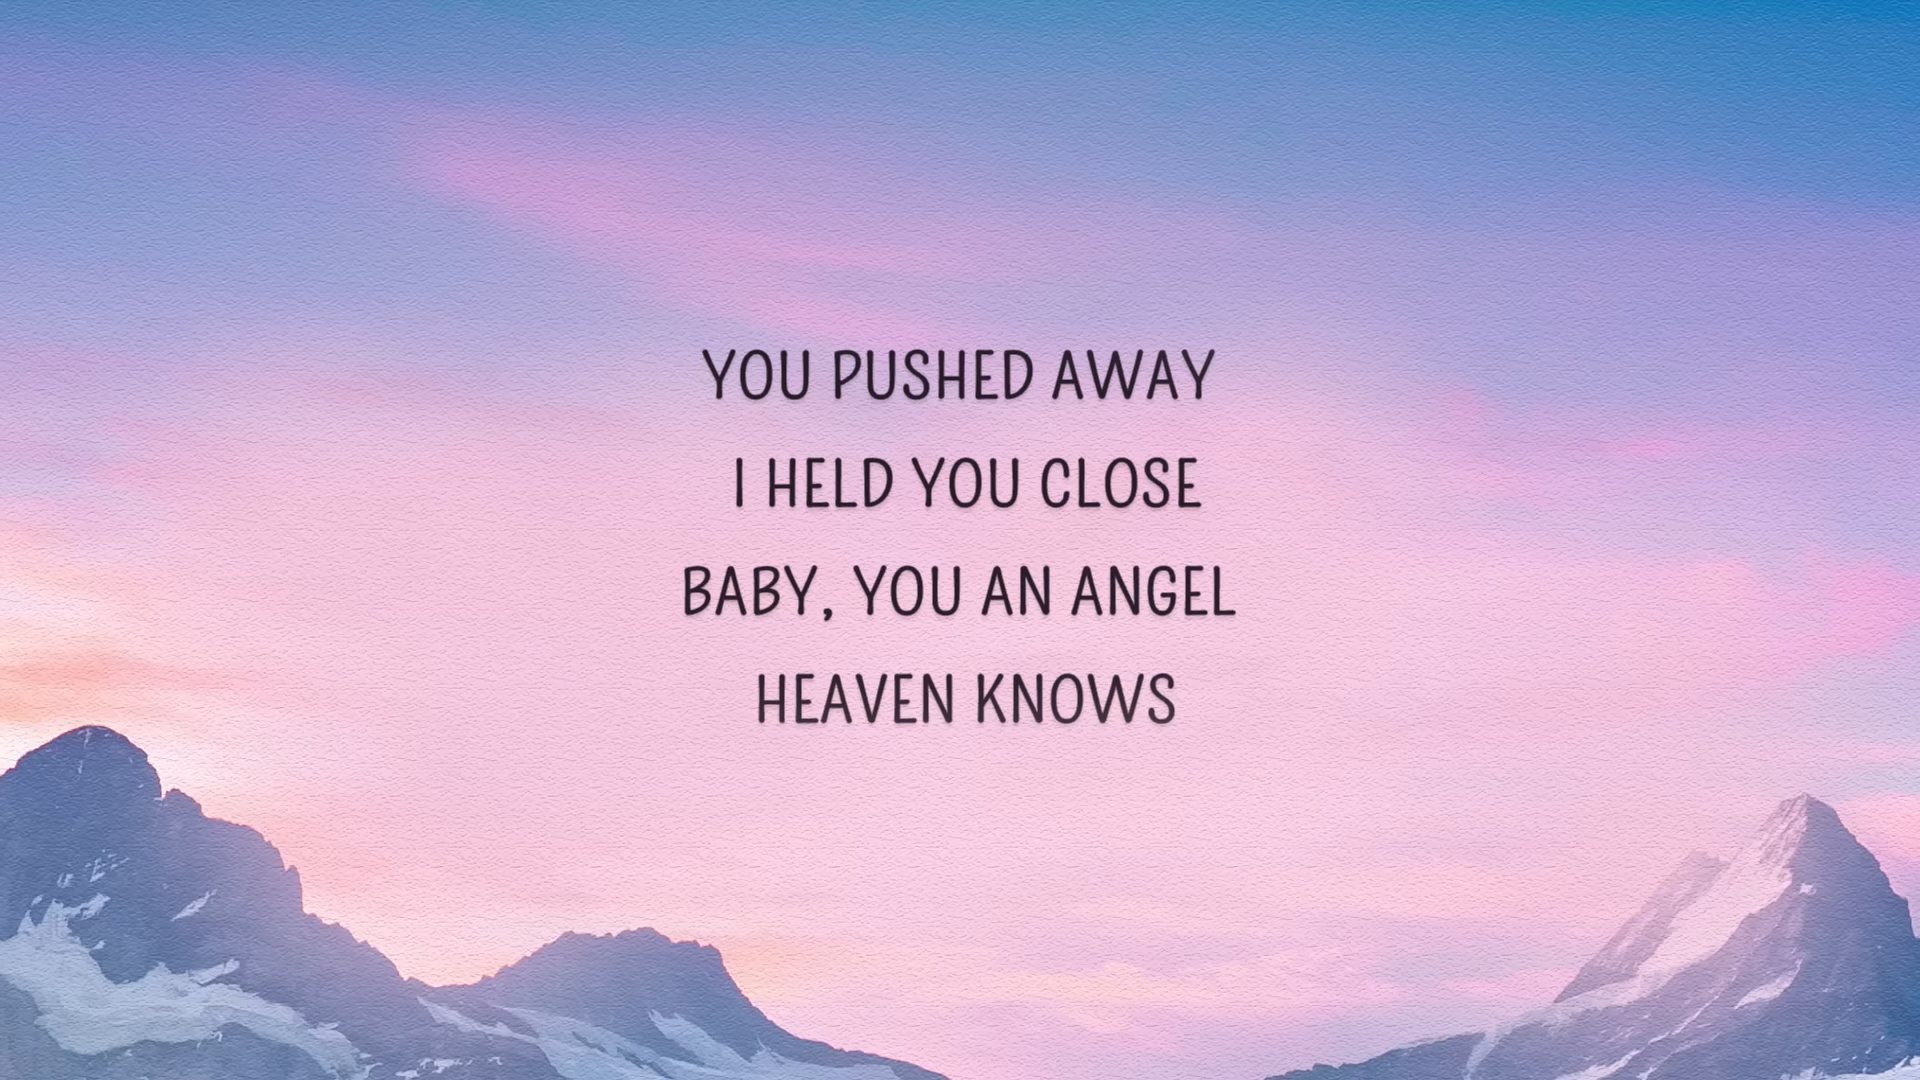 YOU PUSHED AWAY
I HELD YOU CLOSE
BABY, YOU AN ANGEL
HEAVEN KNOWS